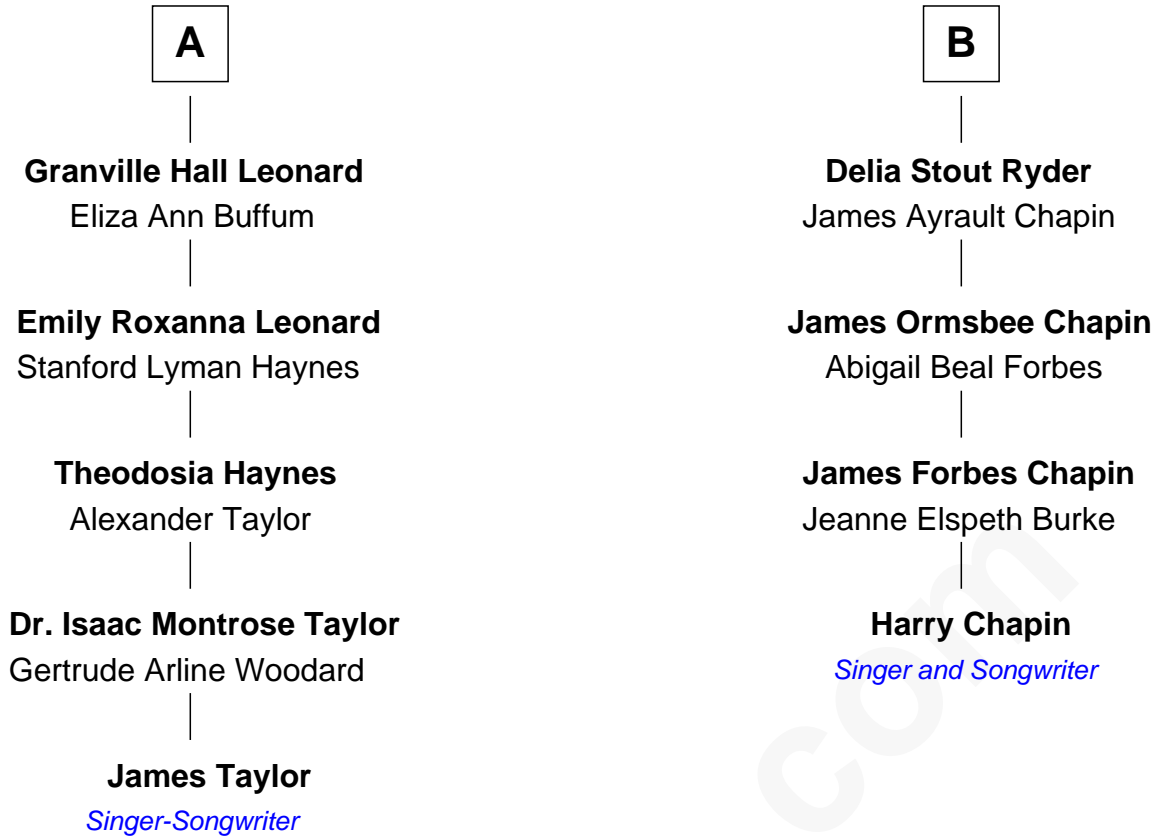 A
Granville Hall Leonard
Eliza Ann Buffum
Emily Roxanna Leonard
Stanford Lyman Haynes
Theodosia Haynes
Alexander Taylor
Dr. Isaac Montrose Taylor
Gertrude Arline Woodard
James Taylor
Singer-Songwriter
B
Delia Stout Ryder
James Ayrault Chapin
James Ormsbee Chapin
Abigail Beal Forbes
James Forbes Chapin
Jeanne Elspeth Burke
Harry Chapin
Singer and Songwriter
com